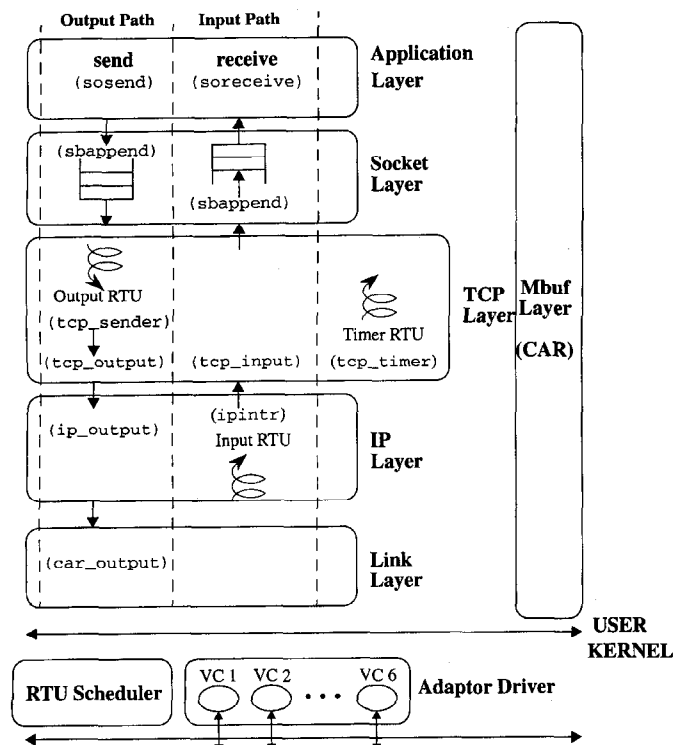 Output Path Input Path
send receive Application
(sosend) (soreceive) Layer
(sbappend)
Socket
Layer
(sbappend)
Output RTU
TCP Mbuf
Layer Layer
(tcp_sender) Timer RTU
(CAR)
(tcp_output) (tcp_input) (tcp_timer)
(ipintr)
(ip_output) Input RTU IP
Layer
(car_output) Link
Layer
USER
KERNEL
RTU Scheduler VC 1 VC 2 • • • VC 6 Adaptor Driver